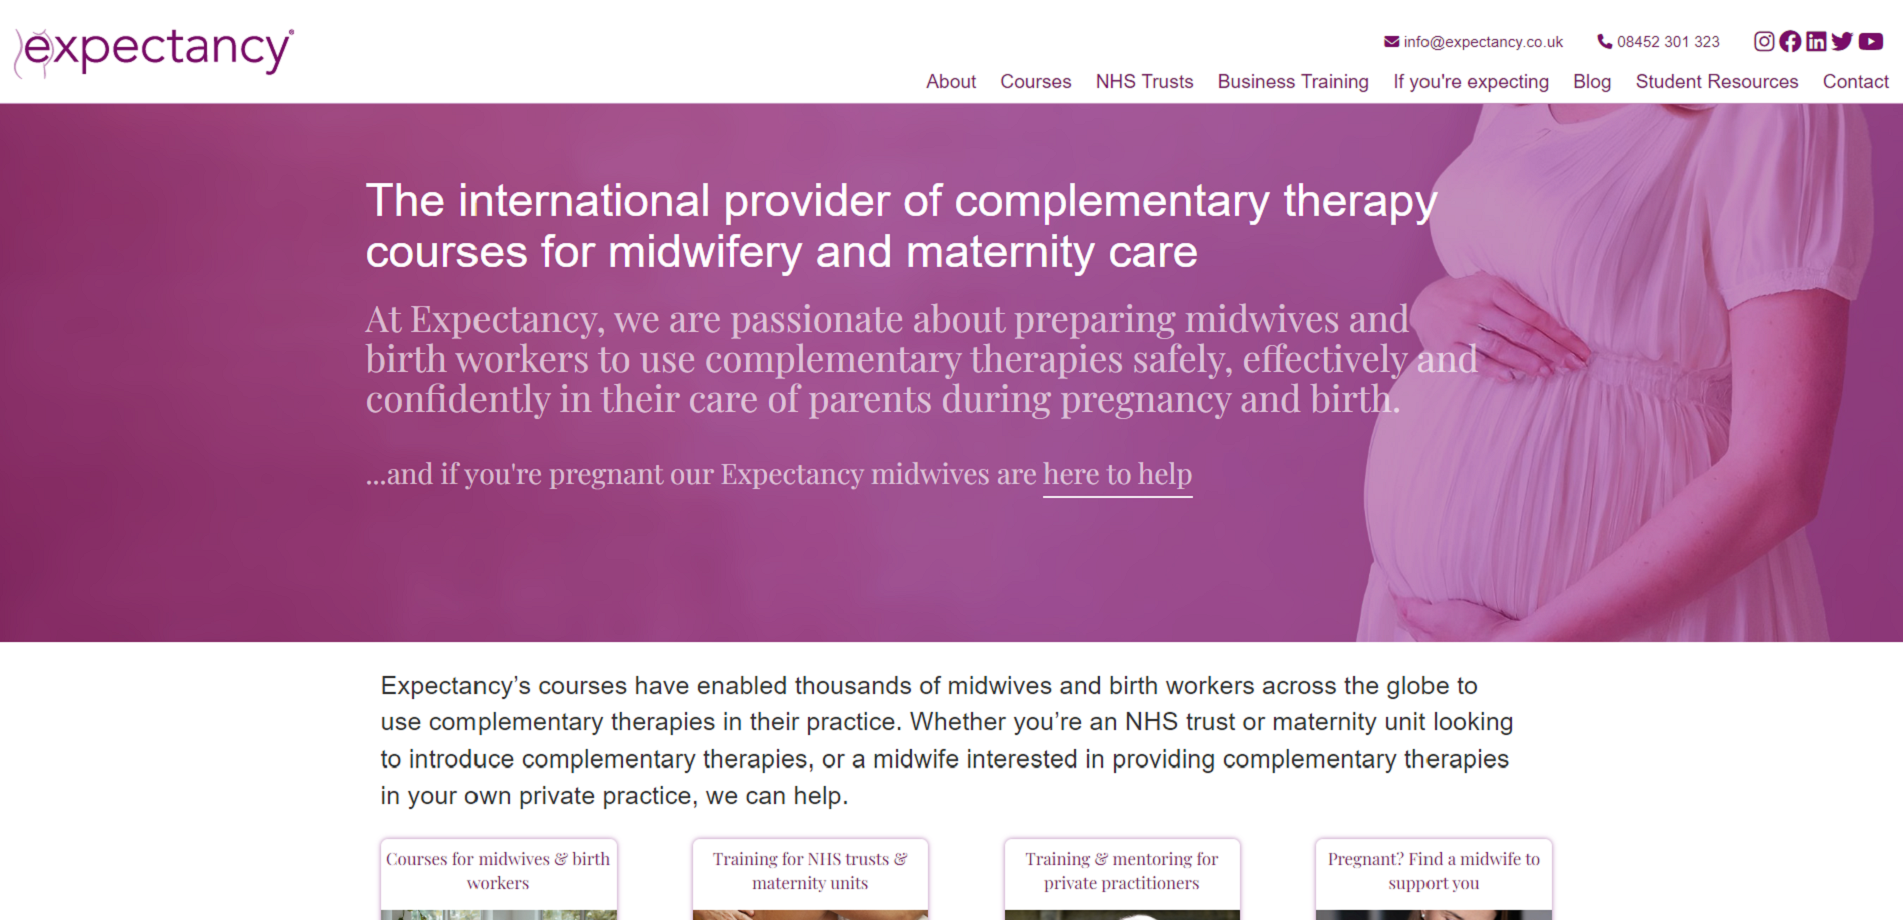 expectancy
info@expectancy.co.uk 08452 301 323
About Courses NHS Trusts Business Training If you're expecting Blog Student Resources Contact
The international provider of complementary therapy
courses for midwifery and maternity care
At Expectancy, we are passionate about preparing midwives and
birth workers to use complementary therapies safely, effectively and
confidently in their care of parents during pregnancy and birth.
...and if you're pregnant our Expectancy midwives are here to help
Expectancy’s courses have enabled thousands of midwives and birth workers across the globe to
use complementary therapies in their practice. Whether you’re an NHS trust or maternity unit looking
to introduce complementary therapies, or a midwife interested in providing complementary therapies
in your own private practice, we can help.
Courses for midwives & birth
workers
Training for NHS trusts &
maternity units
Training & mentoring for
private practitioners
Pregnant? Find a midwife to
support you